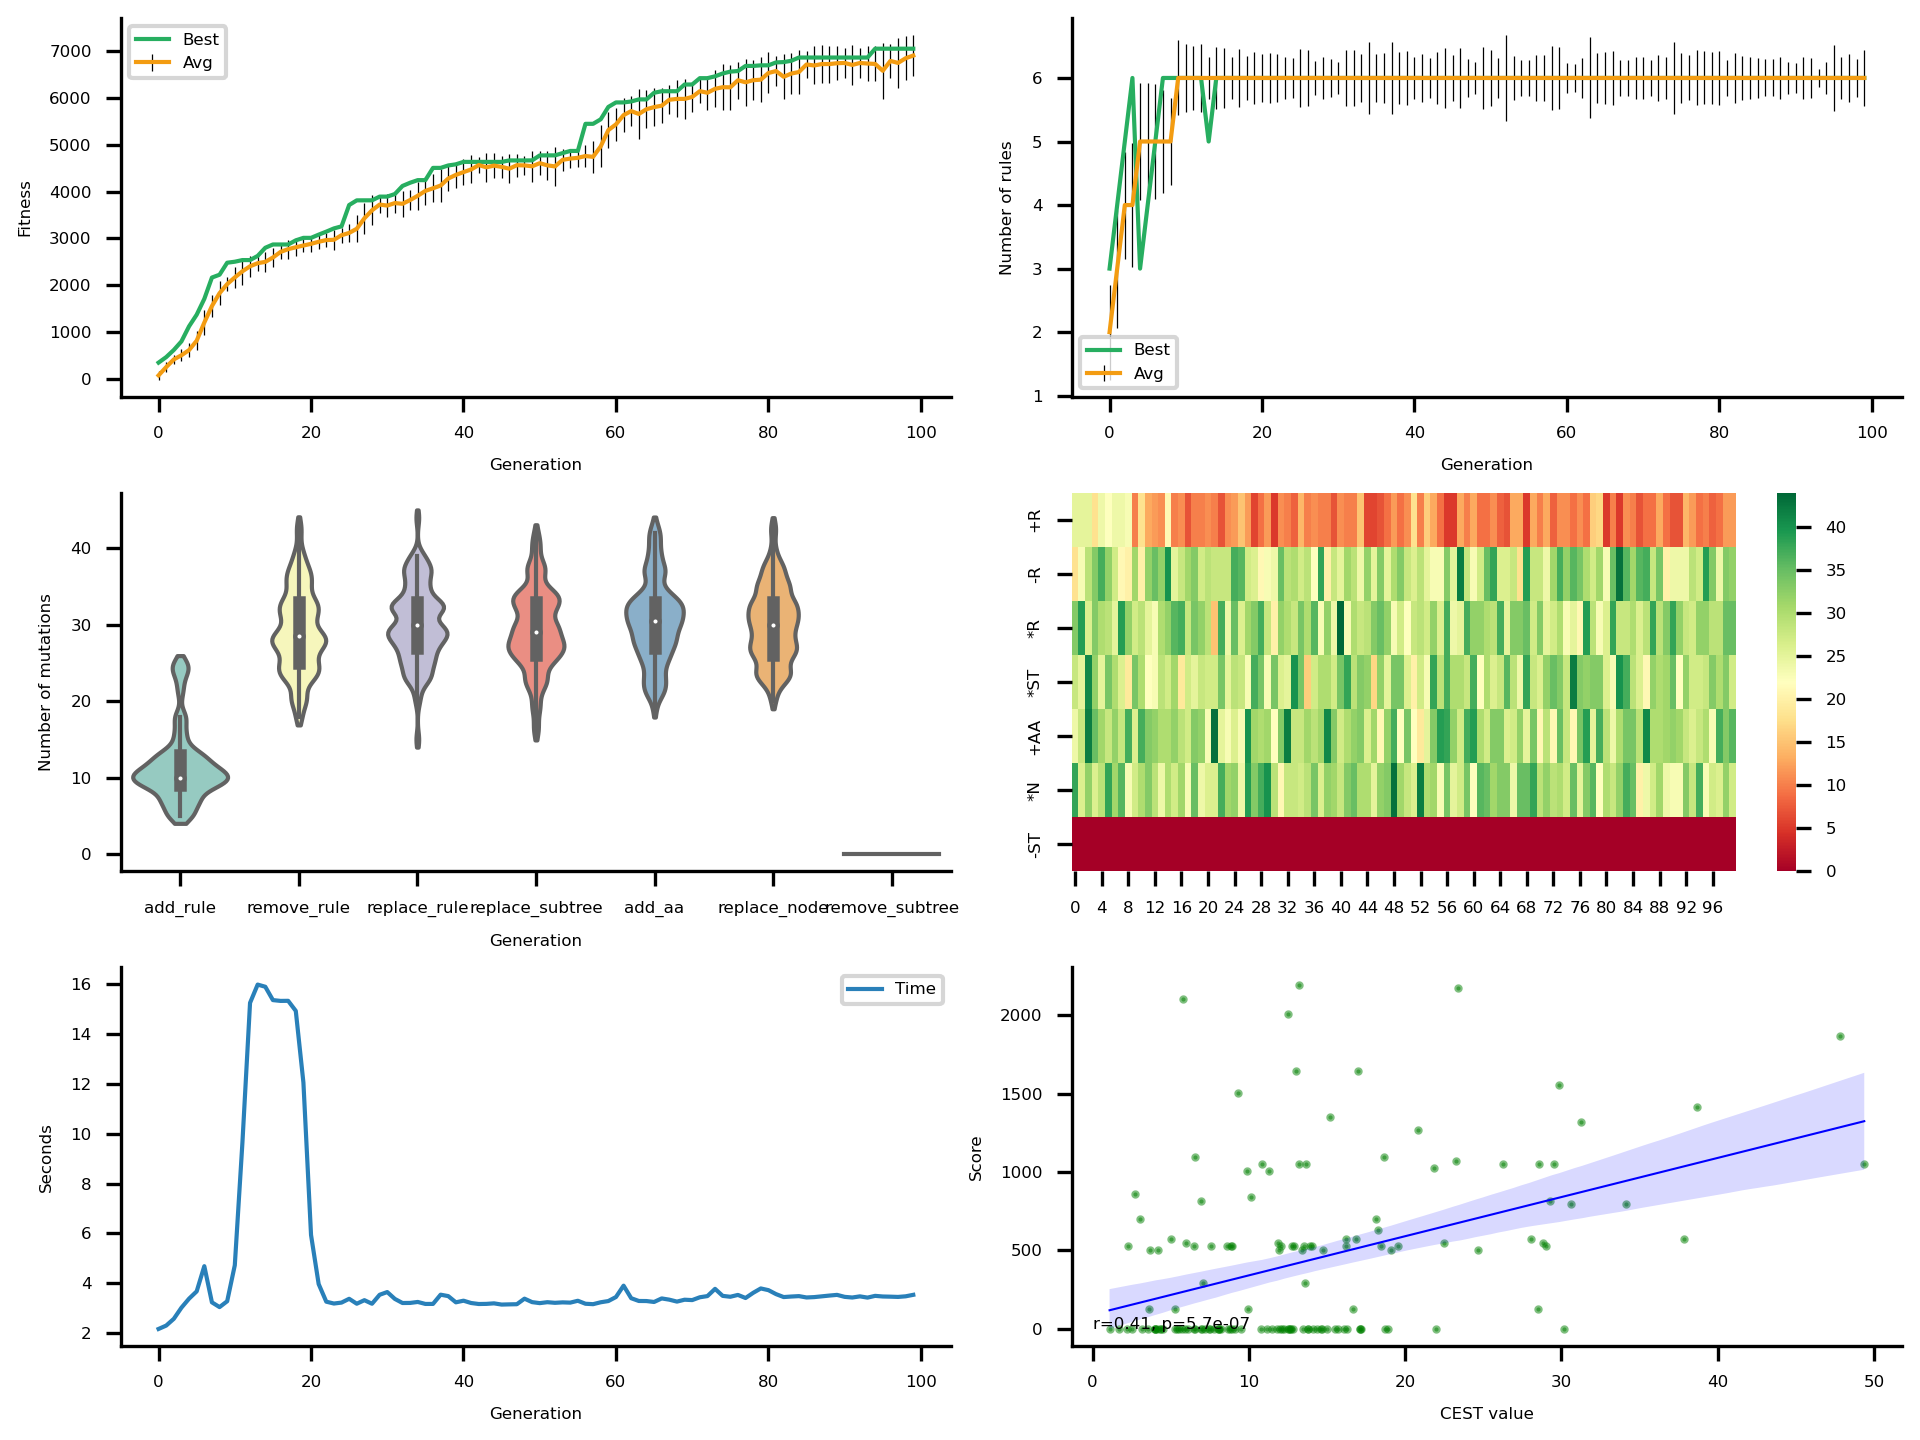 7000
6000
5000
4000
3000
2000
1000
0
Fitness
Best
Avg
0 20 40 60 80 100
Generation
6
5
4
3
2
1
Number of rules
Best
Avg
0 20 40 60 80 100
Generation
40
30
20
10
0
Number of mutations
add_rule remove_rule replace_rule replace_subtree add_aa replace_node remove_subtree
Generation
+R
-R
*R
*ST
+AA
*N
-ST
0 4 8 12 16 20 24 28 32 36 40 44 48 52 56 60 64 68 72 76 80 84 88 92 96
40
35
30
25
20
15
10
5
0
16
14
12
10
8
6
4
2
Seconds
Time
0 20 40 60 80 100
Generation
2000
1500
1000
500
0
Score
r=0.41, p=5.7e-07
0 10 20 30 40 50
CEST value